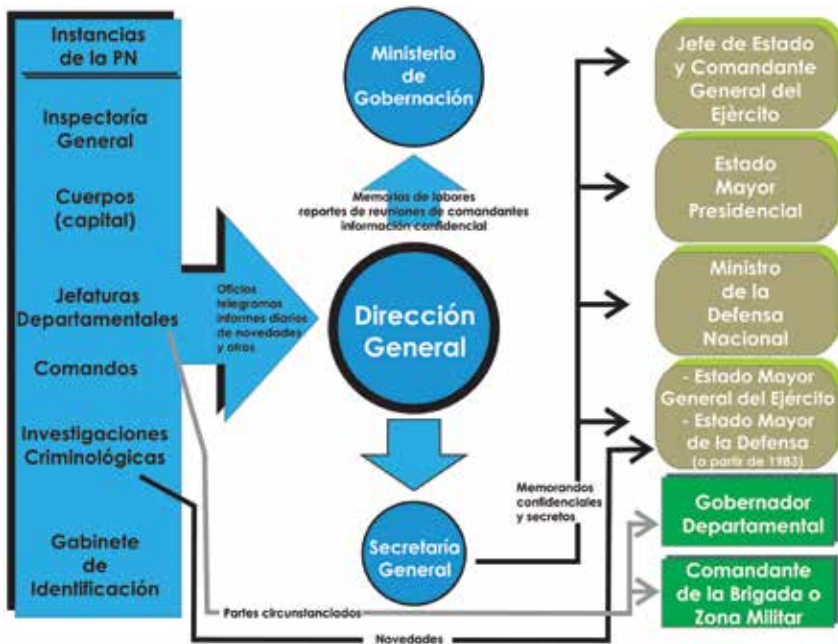 Instancias
de la PN
Inspectoría
General
Cuerpos
(capital)
Jefaturas
Departamentales
Comandos
Investigaciones
Criminológicas
Gabinete
de
Identificación
Oficios
telegramas
informes diarios
de novedades
y otros
Ministerio
de
Gobernación
Memorias de labores
reportes de reuniones de comandantes
información confidencial
Dirección
General
Secretaría
General
Memorandos
confidenciales
y secretos
Partes circunstanciados
Novedades
Jefe de Estado
y Comandante
General del
Ejèrcito
Estado
Mayor
Presidencial
Ministro
de la
Defensa
Nacional
- Estado Mayor
General del Ejército
- Estado Mayor
de la Defensa
(a partir de 1983)
Gobernador
Departamental
Comandante
de la Brigada o
Zona Militar